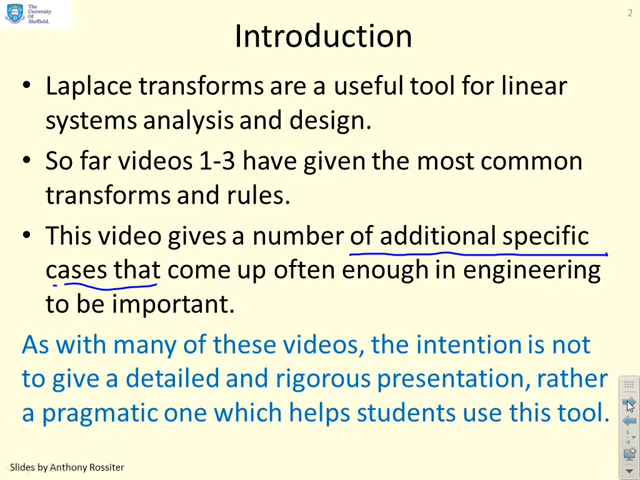 The
University
Of
Sheffield.
2
Introduction
• Laplace transforms are a useful tool for linear
systems analysis and design.
• So far videos 1-3 have given the most common
transforms and rules.
• This video gives a number of additional specific
cases that come up often enough in engineering
to be important.
As with many of these videos, the intention is not
to give a detailed and rigorous presentation, rather
a pragmatic one which helps students use this tool.
Slides by Anthony Rossiter